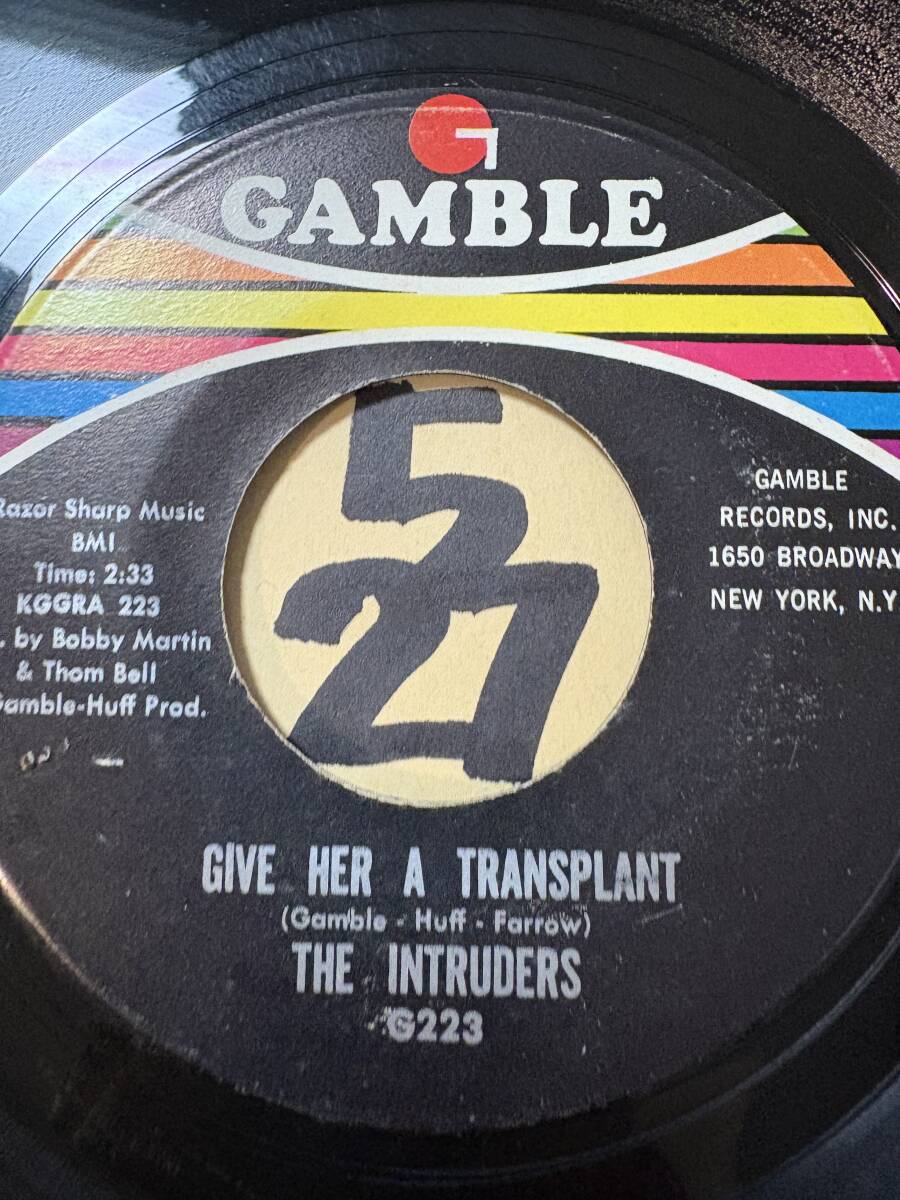 G
GAMBLE
5
27
Razor Sharp Music
BMI
Time: 2:33
KGGRA 223
. by Bobby Martin
& Thom Bell
Gamble-Huff Prod.
GAMBLE
RECORDS, INC.
1650 BROADWAY
NEW YORK, N.Y
GIVE HER A TRANSPLANT
(Gamble - Huff - Farrow)
THE INTRUDERS
G223